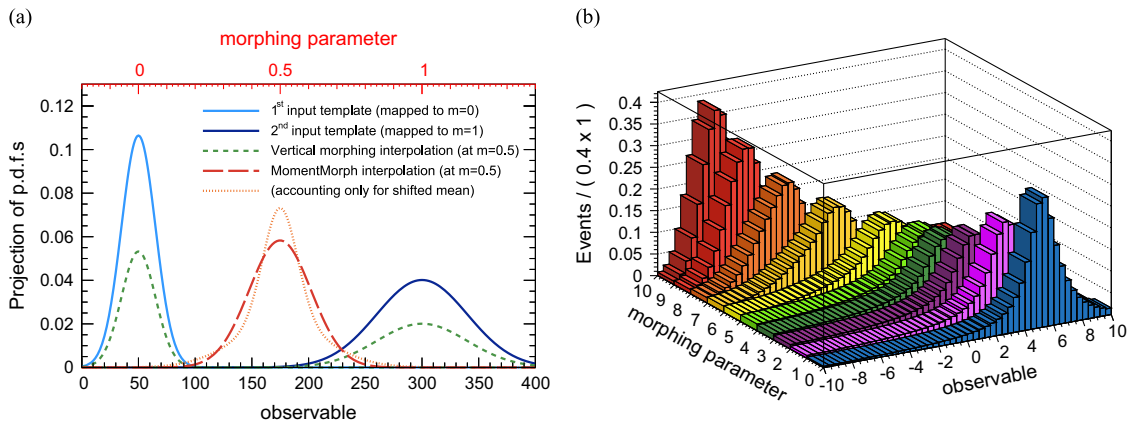 (a)
morphing parameter
0 0.5 1
1st input template (mapped to m=0)
2nd input template (mapped to m=1)
Vertical morphing interpolation (at m=0.5)
MomentMorph interpolation (at m=0.5)
(accounting only for shifted mean)
Projection of p.d.f.s
0.12
0.1
0.08
0.06
0.04
0.02
0
0 50 100 150 200 250 300 350 400
observable
(b)
Events / ( 0.4 x 1 )
0.4
0.35
0.3
0.25
0.2
0.15
0.1
0.05
0
10 9 8 7 6 5 4 3 2 1 0
morphing parameter
-10 -8 -6 -4 -2 0 2 4 6 8 10
observable